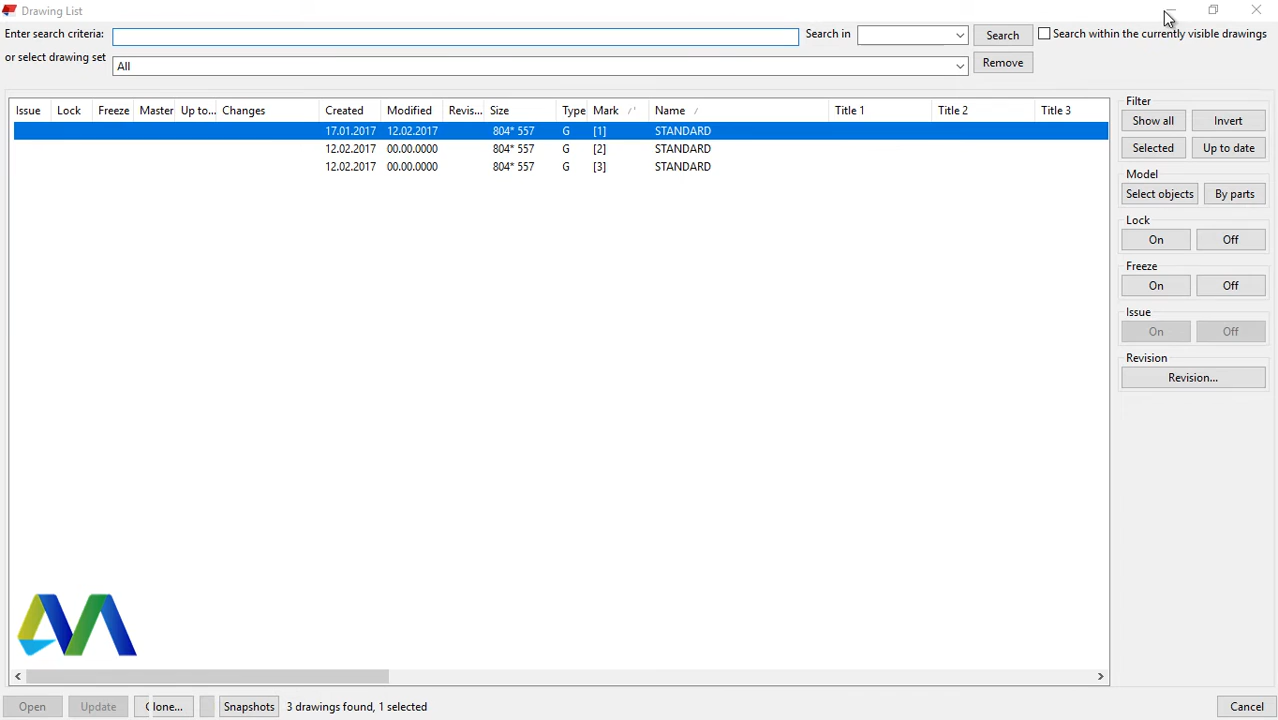 Drawing List
Enter search criteria:
Search in
Search
Search within the currently visible drawings
or select drawing set
All
Remove
Issue Lock Freeze Master Up to... Changes Created Modified Revis... Size Type Mark Name Title 1 Title 2 Title 3
17.01.2017 12.02.2017 804* 557 G [1] STANDARD
12.02.2017 00.00.0000 804* 557 G [2] STANDARD
12.02.2017 00.00.0000 804* 557 G [3] STANDARD
Filter
Show all Invert
Selected Up to date
Model
Select objects By parts
Lock
On Off
Freeze
On Off
Issue
On Off
Revision
Revision...
Open Update Clone... Snapshots 3 drawings found, 1 selected Cancel